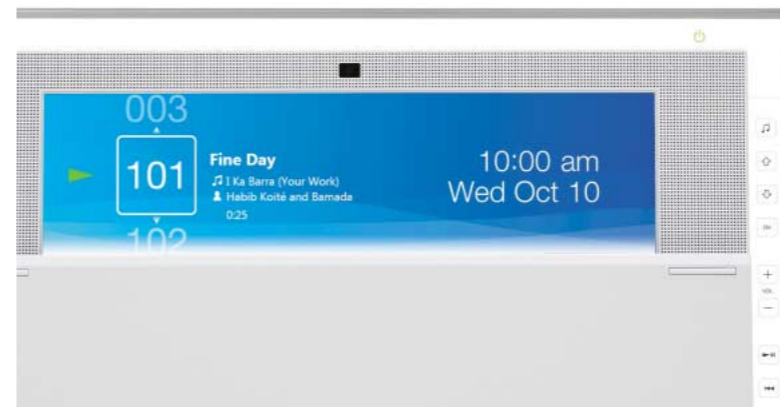 003
101
102
Fine Day
I Ka Barra (Your Work)
Habib Koité and Bamada
0:25
10:00 am
Wed Oct 10
VOL